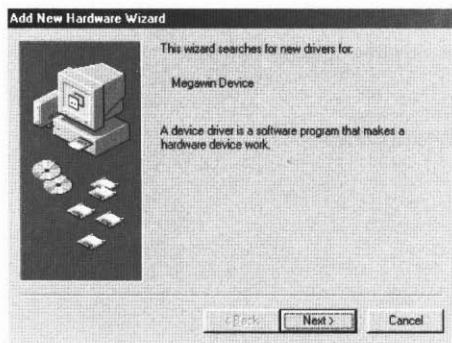 Add New Hardware Wizard
This wizard searches for new drivers for:
Megawin Device
A device driver is a software program that makes a
hardware device work.
< Back
Next >
Cancel